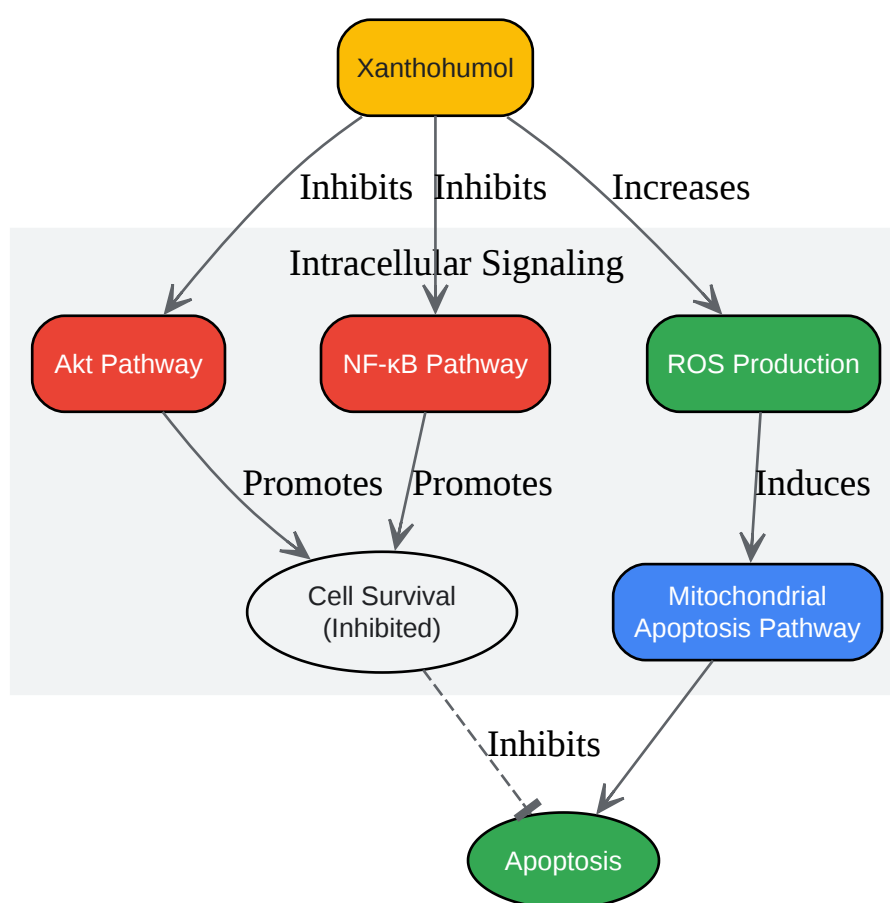 Xanthohumol
Inhibits
Inhibits
Increases
Intracellular Signaling
Akt Pathway
NF-κB Pathway
ROS Production
Promotes
Promotes
Induces
Cell Survival
(Inhibited)
Mitochondrial
Apoptosis Pathway
Inhibits
Apoptosis